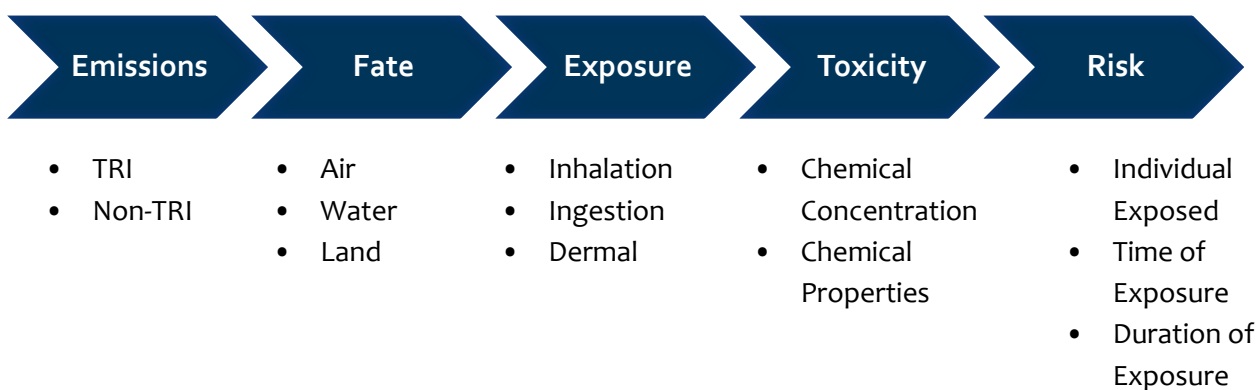 Emissions
Fate
Exposure
Toxicity
Risk
• TRI
• Non-TRI
• Air
• Water
• Land
• Inhalation
• Ingestion
• Dermal
• Chemical
Concentration
• Chemical
Properties
• Individual
Exposed
• Time of
Exposure
• Duration of
Exposure